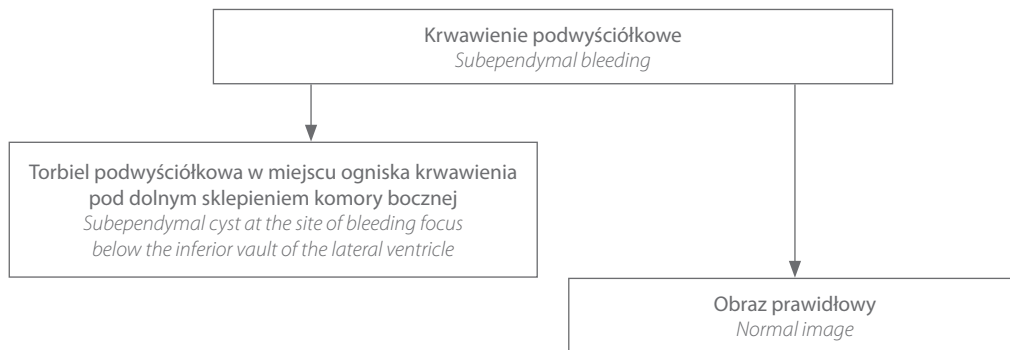 Krwawienie podwyściółkowe
Subependymal bleeding
Torbiel podwyściółkowa w miejscu ogniska krwawienia
pod dolnym sklepieniem komory bocznej
Subependymal cyst at the site of bleeding focus
below the inferior vault of the lateral ventricle
Obraz prawidłowy
Normal image